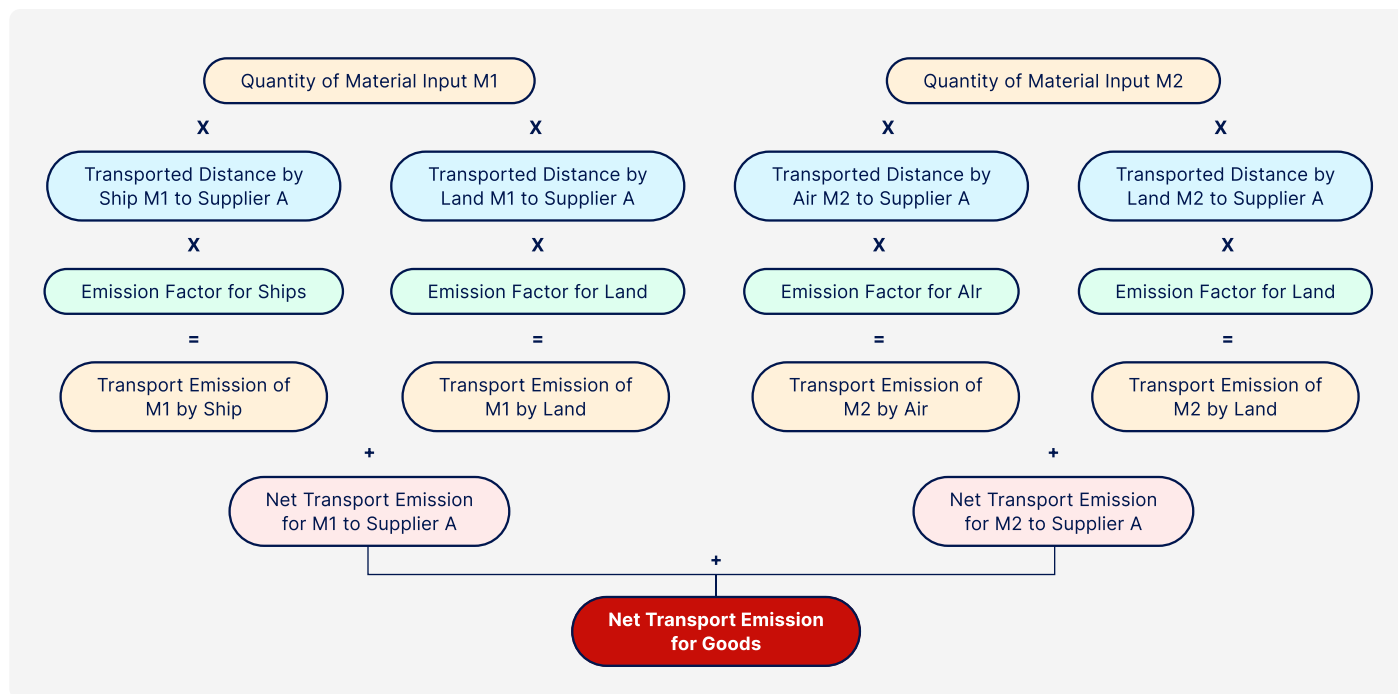 Quantity of Material Input M1
Quantity of Material Input M2
X
X
X
X
Transported Distance by
Ship M1 to Supplier A
Transported Distance by
Land M1 to Supplier A
Transported Distance by
Air M2 to Supplier A
Transported Distance by
Land M2 to Supplier A
X
X
X
X
Emission Factor for Ships
Emission Factor for Land
Emission Factor for AIr
Emission Factor for Land
=
=
=
=
Transport Emission of
M1 by Ship
Transport Emission of
M1 by Land
Transport Emission of
M2 by Air
Transport Emission of
M2 by Land
+
+
Net Transport Emission
for M1 to Supplier A
Net Transport Emission
for M2 to Supplier A
+
Net Transport Emission
for Goods